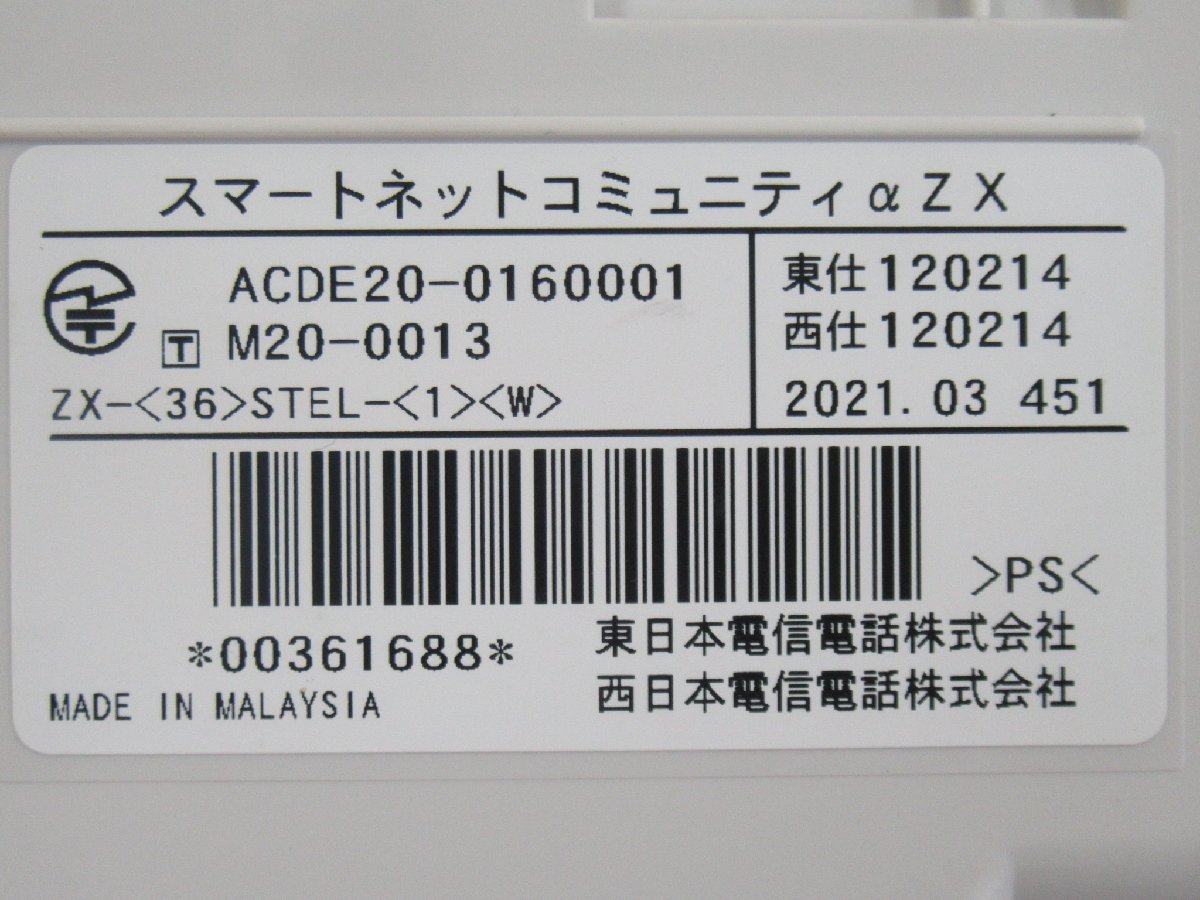 スマートネットコミュニティαＺＸ
ACDE20-0160001
T M20-0013
ZX-<36>STEL-<1><W>
東仕120214
西仕120214
2021.03 451
>PS<
*00361688*
東日本電信電話株式会社
西日本電信電話株式会社
MADE IN MALAYSIA